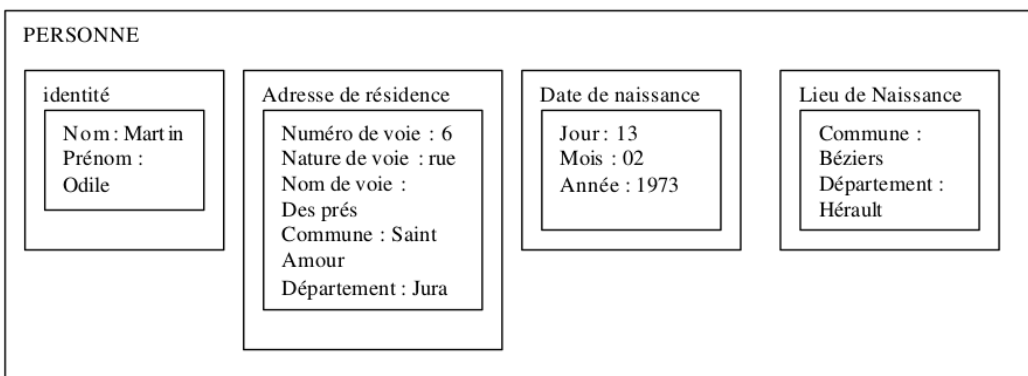 PERSONNE
identité
Nom : Martin
Prénom :
Odile
Adresse de résidence
Numéro de voie : 6
Nature de voie : rue
Nom de voie :
Des prés
Commune : Saint
Amour
Département : Jura
Date de naissance
Jour : 13
Mois : 02
Année : 1973
Lieu de Naissance
Commune :
Béziers
Département :
Hérault